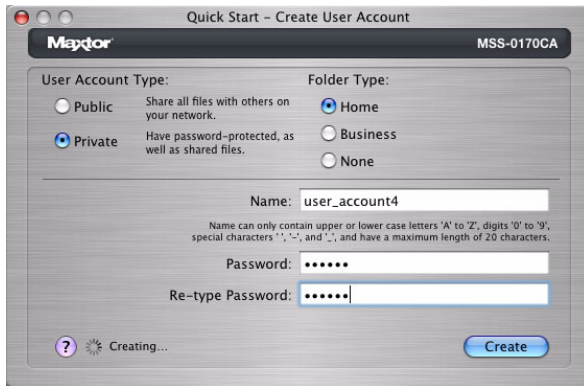 Quick Start – Create User Account
Maxtor
MSS-0170CA
User Account Type:
Folder Type:
Public
Share all files with others on
your network.
Private
Have password-protected, as
well as shared files.
Home
Business
None
Name: user_account4
Name can only contain upper or lower case letters 'A' to 'Z', digits '0' to '9',
special characters ' ', '-', and '_', and have a maximum length of 20 characters.
Password: ••••••
Re-type Password: ••••••
? Creating...
Create